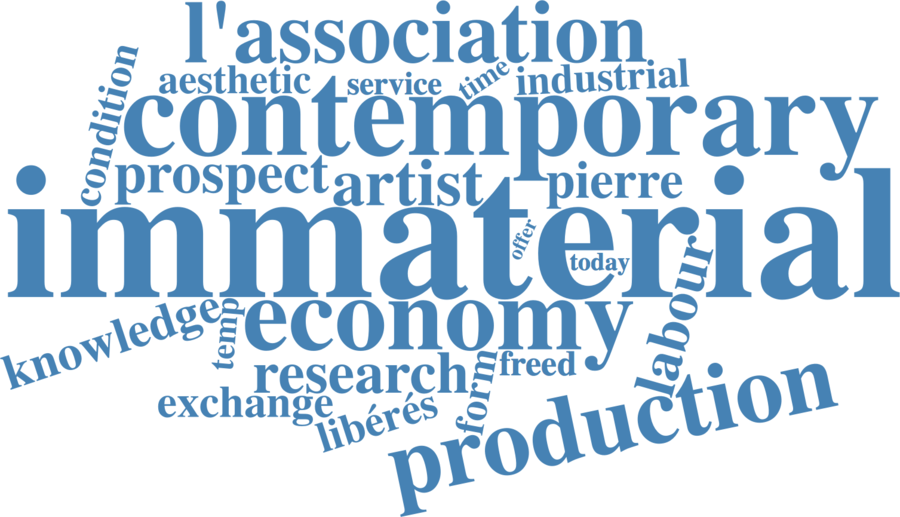 l'association
condition
aesthetic
service
time
industrial
contemporary
prospect
artist
pierre
immaterial
offer
today
labour
knowledge
temp
economy
research
form
freed
exchange
libérés
production